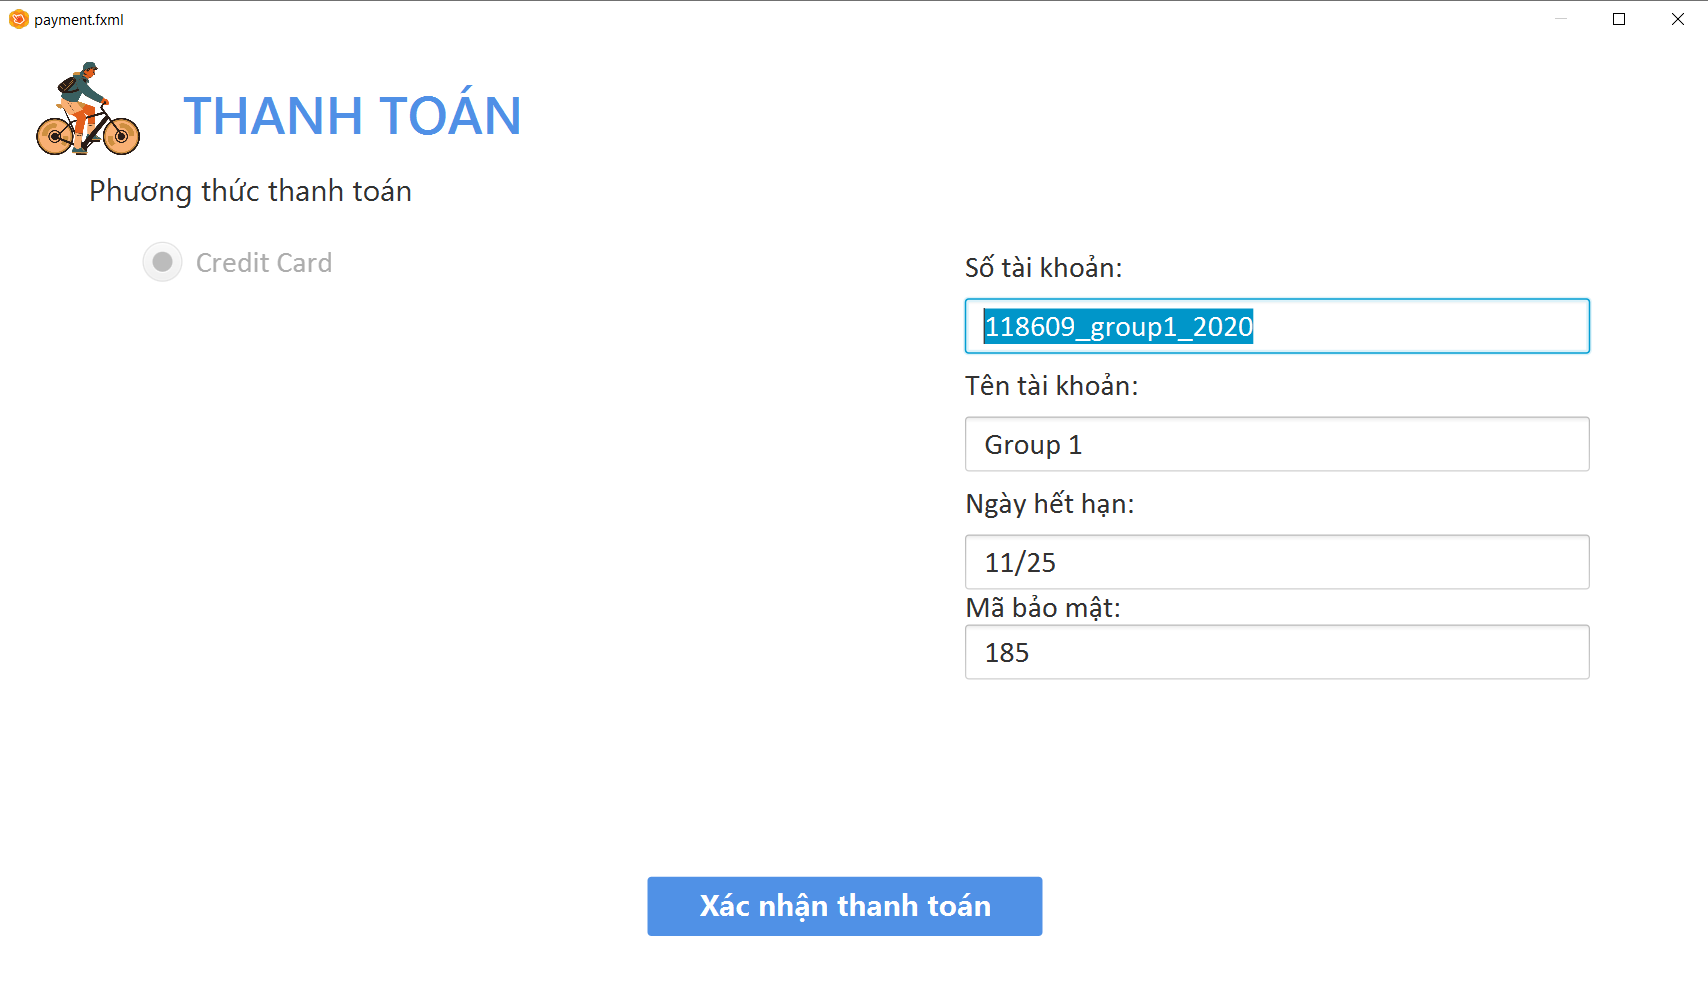 payment.fxml
THANH TOÁN
Phương thức thanh toán
Credit Card
Số tài khoản:
118609_group1_2020
Tên tài khoản:
Group 1
Ngày hết hạn:
11/25
Mã bảo mật:
185
Xác nhận thanh toán